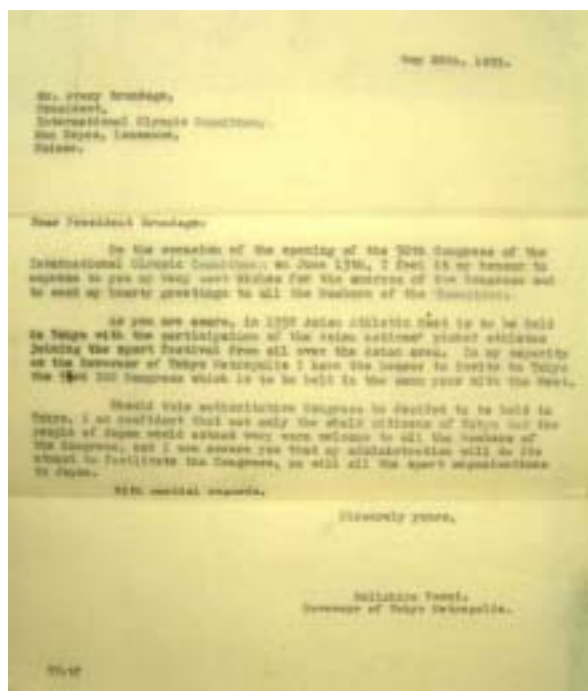 May 28th, 1955.
Mr. Avery Brundage,
President,
International Olympic Committee,
Mon Repos, Lausanne,
Suisse.
Dear President Brundage:
On the occasion of the opening of the Congress of the
International Olympic Committee, on June 13th, I feel it my honour to
express to you my very best wishes for the success of the Congress and
to send my hearty greetings to all the members of the Committee.
As you are aware, in 1958 Asian Athletic Meet is to be held
in Tokyo with the participation of the Asian nations' picked athletes
joining the sport festival from all over the Asian area. In my capacity
as the Governor of Tokyo Metropolis I have the honour to invite to Tokyo
the IOC Congress which is to be held in the same year with the Meet.
Should this authoritative Congress be decided to be held in
Tokyo, I am confident that not only the whole citizens of Tokyo but the
people of Japan would extend very warm welcome to all the members of
the Congress, and I can assure you that my administration will do its
utmost to facilitate the Congress, as will all the sport organizations
in Japan.
With cordial regards,
Sincerely yours,
Seiichiro Yasui,
Governor of Tokyo Metropolis.